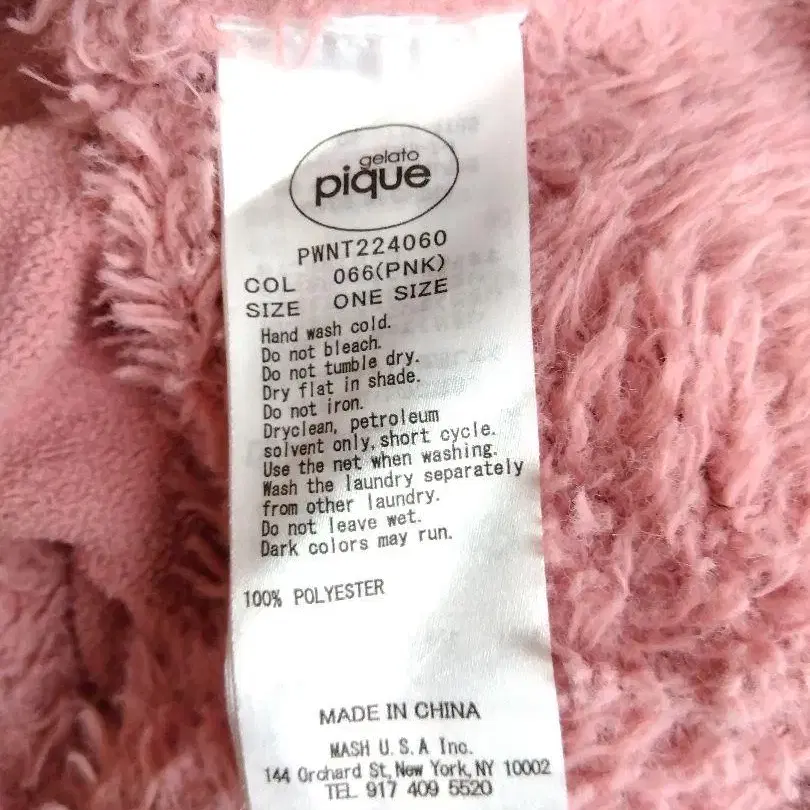 gelato
pique
PWNT224060
COL 066(PNK)
SIZE ONE SIZE
Hand wash cold.
Do not bleach.
Do not tumble dry.
Dry flat in shade.
Do not iron.
Dryclean, petroleum
solvent only, short cycle.
Use the net when washing.
Wash the laundry separately
from other laundry.
Do not leave wet.
Dark colors may run.
100% POLYESTER
MADE IN CHINA
MASH U.S.A Inc.
144 Orchard St, New York, NY 10002
TEL 917 409 5520